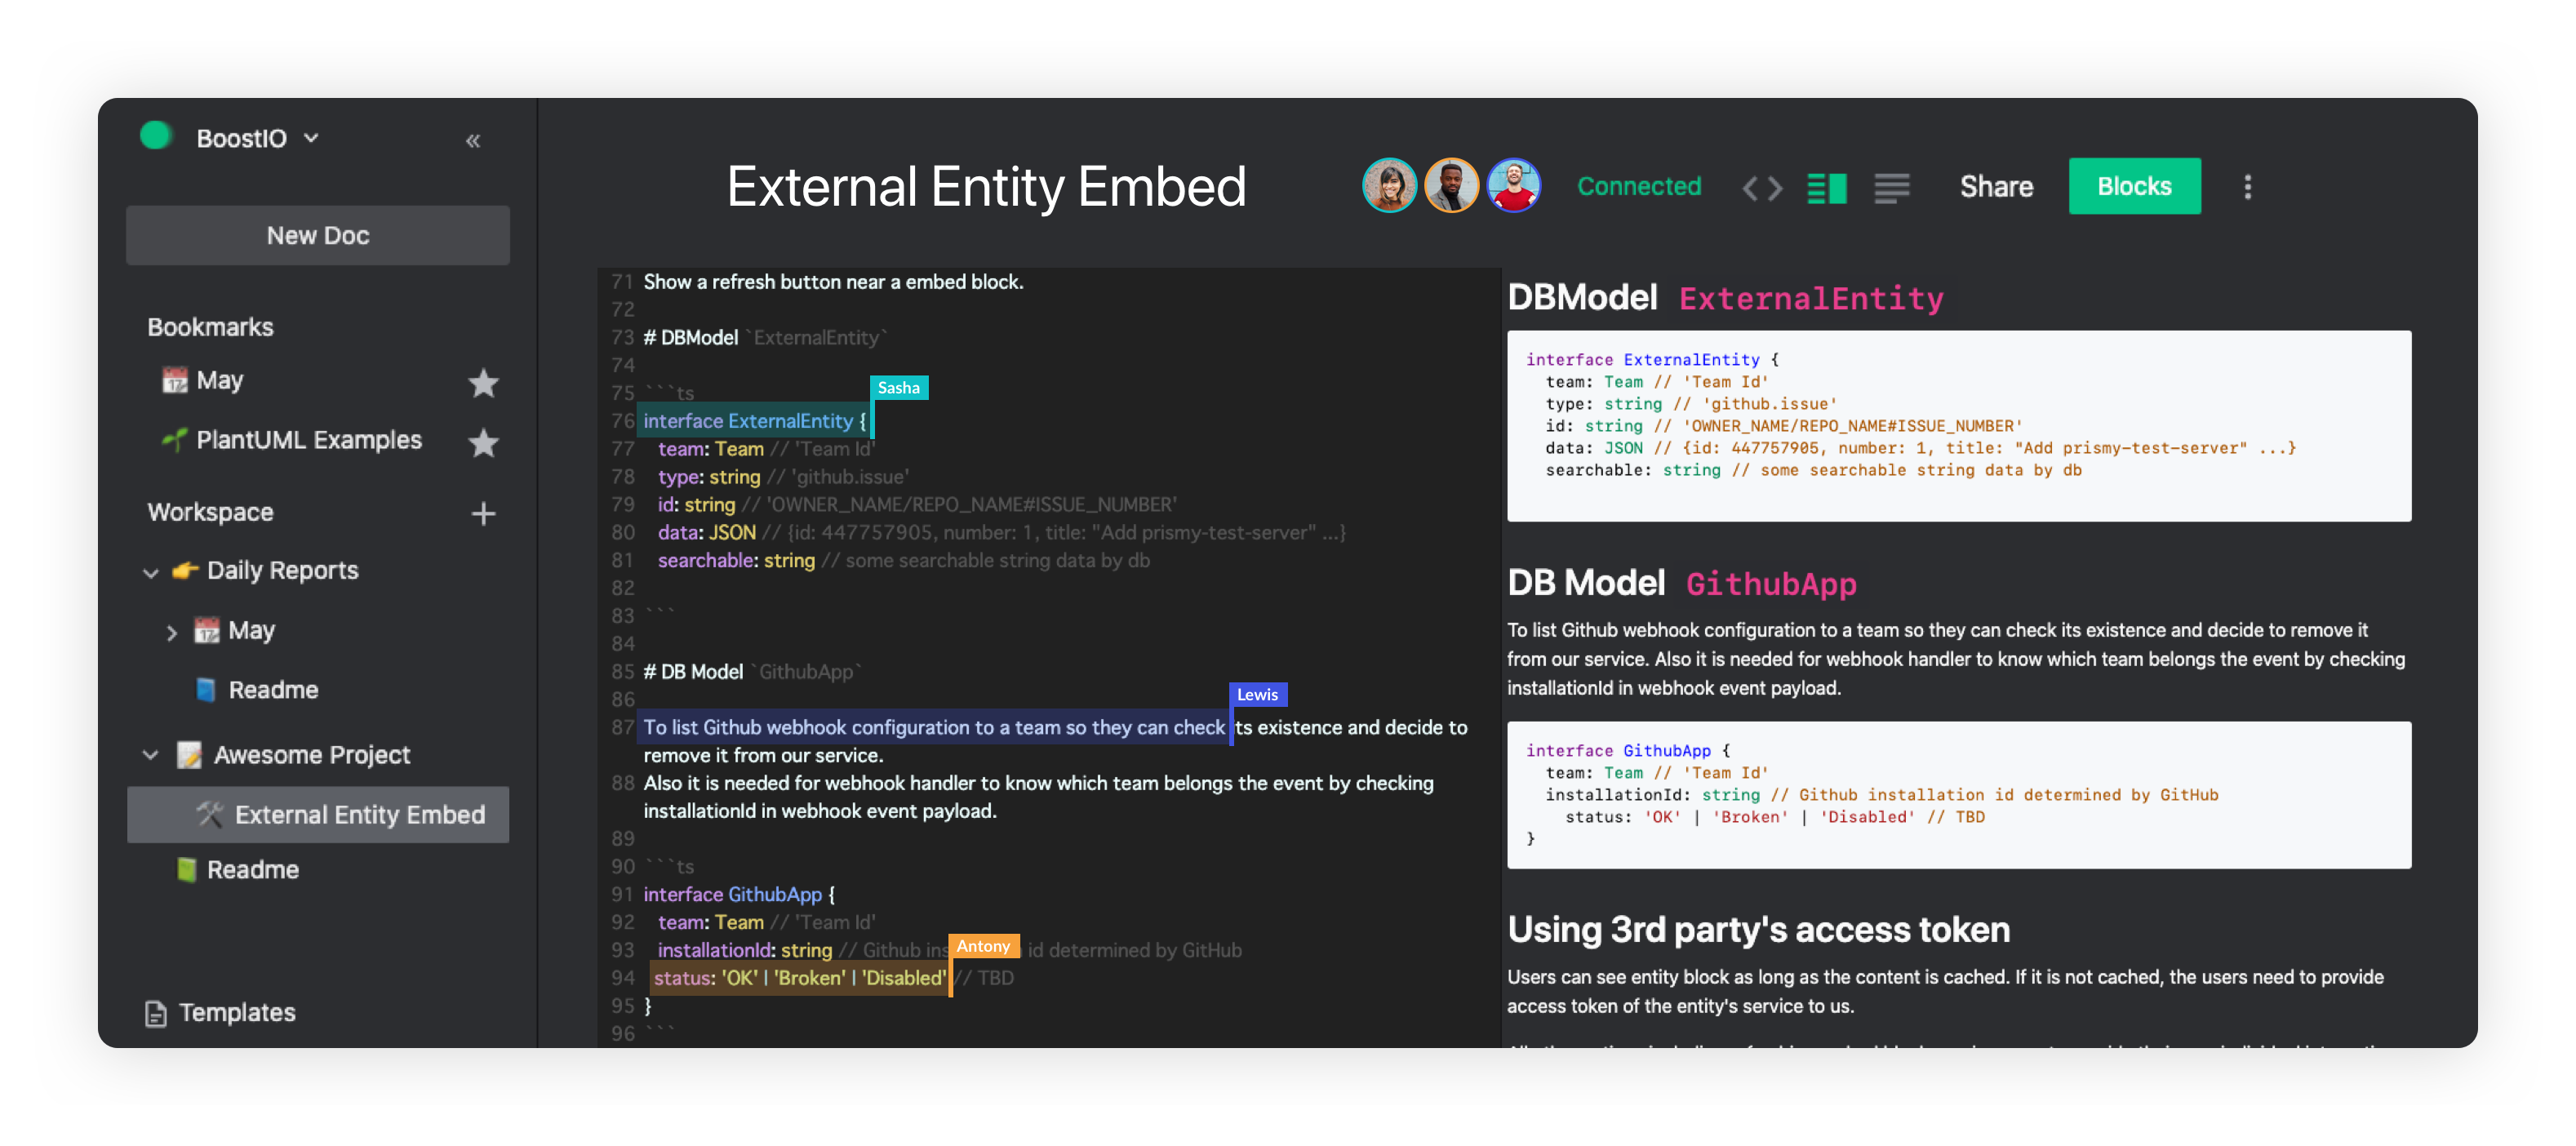 BoostIO
«
New Doc
Bookmarks
May
PlantUML Examples
Workspace
Daily Reports
May
Readme
Awesome Project
External Entity Embed
Readme
Templates
External Entity Embed
Connected
Share
Blocks
71 Show a refresh button near a embed block.
72
73 # DBModel `ExternalEntity`
74
75 ```ts
Sasha
76 interface ExternalEntity {
77 team: Team // 'Team Id'
78 type: string // 'github.issue'
79 id: string // 'OWNER_NAME/REPO_NAME#ISSUE_NUMBER'
80 data: JSON // {id: 447757905, number: 1, title: "Add prismy-test-server" ...}
81 searchable: string // some searchable string data by db
82
83 ```
84
85 # DB Model `GithubApp`
86
Lewis
87 To list Github webhook configuration to a team so they can check its existence and decide to
remove it from our service.
88 Also it is needed for webhook handler to know which team belongs the event by checking
installationId in webhook event payload.
89
90 ```ts
91 interface GithubApp {
92 team: Team // 'Team Id'
93 installationId: string // Github ins id determined by GitHub
Antony
94 status: 'OK' | 'Broken' | 'Disabled' // TBD
95 }
96 ```
DBModel ExternalEntity
interface ExternalEntity {
team: Team // 'Team Id'
type: string // 'github.issue'
id: string // 'OWNER_NAME/REPO_NAME#ISSUE_NUMBER'
data: JSON // {id: 447757905, number: 1, title: "Add prismy-test-server" ...}
searchable: string // some searchable string data by db
DB Model GithubApp
To list Github webhook configuration to a team so they can check its existence and decide to remove it
from our service. Also it is needed for webhook handler to know which team belongs the event by checking
installationId in webhook event payload.
interface GithubApp {
team: Team // 'Team Id'
installationId: string // Github installation id determined by GitHub
status: 'OK' | 'Broken' | 'Disabled' // TBD
}
Using 3rd party's access token
Users can see entity block as long as the content is cached. If it is not cached, the users need to provide
access token of the entity's service to us.